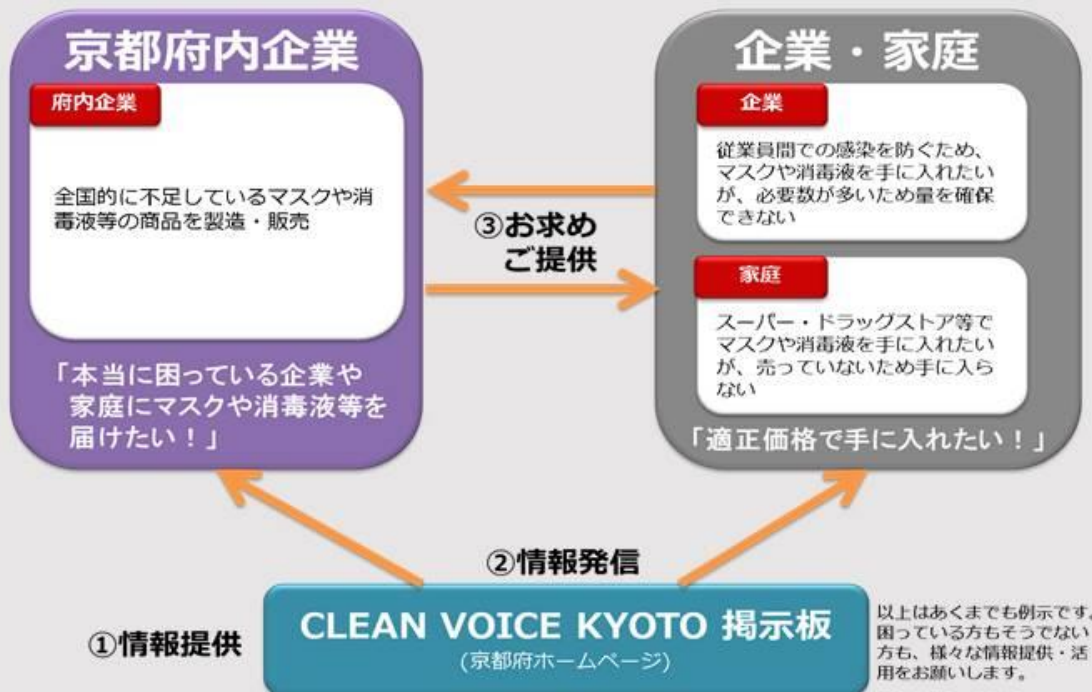 京都府内企業
府内企業
全国的に不足しているマスクや消
毒液等の商品を製造・販売
「本当に困っている企業や
家庭にマスクや消毒液等を
届けたい！」
③お求め
ご提供
企業・家庭
企業
従業員間での感染を防ぐため、
マスクや消毒液を手に入れたい
が、必要数が多いため量を確保
できない
家庭
スーパー・ドラッグストア等で
マスクや消毒液を手に入れたい
が、売っていないため手に入ら
ない
「適正価格で手に入れたい！」
②情報発信
①情報提供
CLEAN VOICE KYOTO 掲示板
(京都府ホームページ)
以上はあくまでも例示です。
困っている方もそうでない
方も、様々な情報提供・活
用をお願いします。